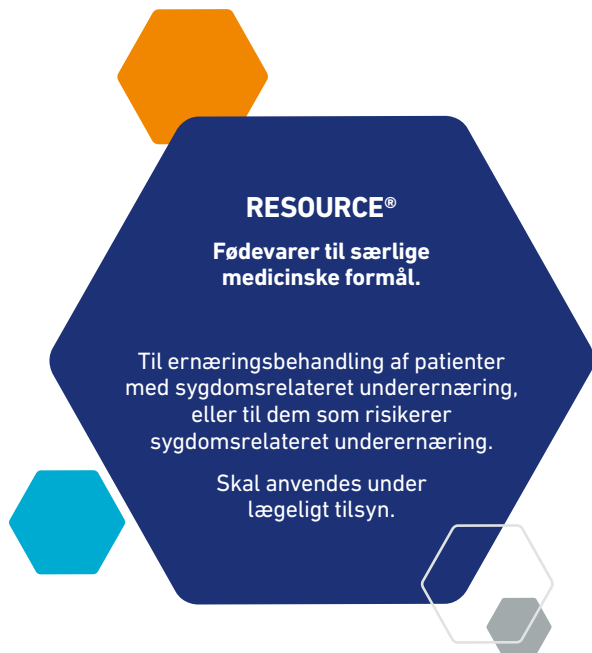 RESOURCE®
Fødevarer til særlige
medicinske formål.
Til ernæringsbehandling af patienter
med sygdomsrelateret underernæring,
eller til dem som risikerer
sygdomsrelateret underernæring.
Skal anvendes under
lægeligt tilsyn.